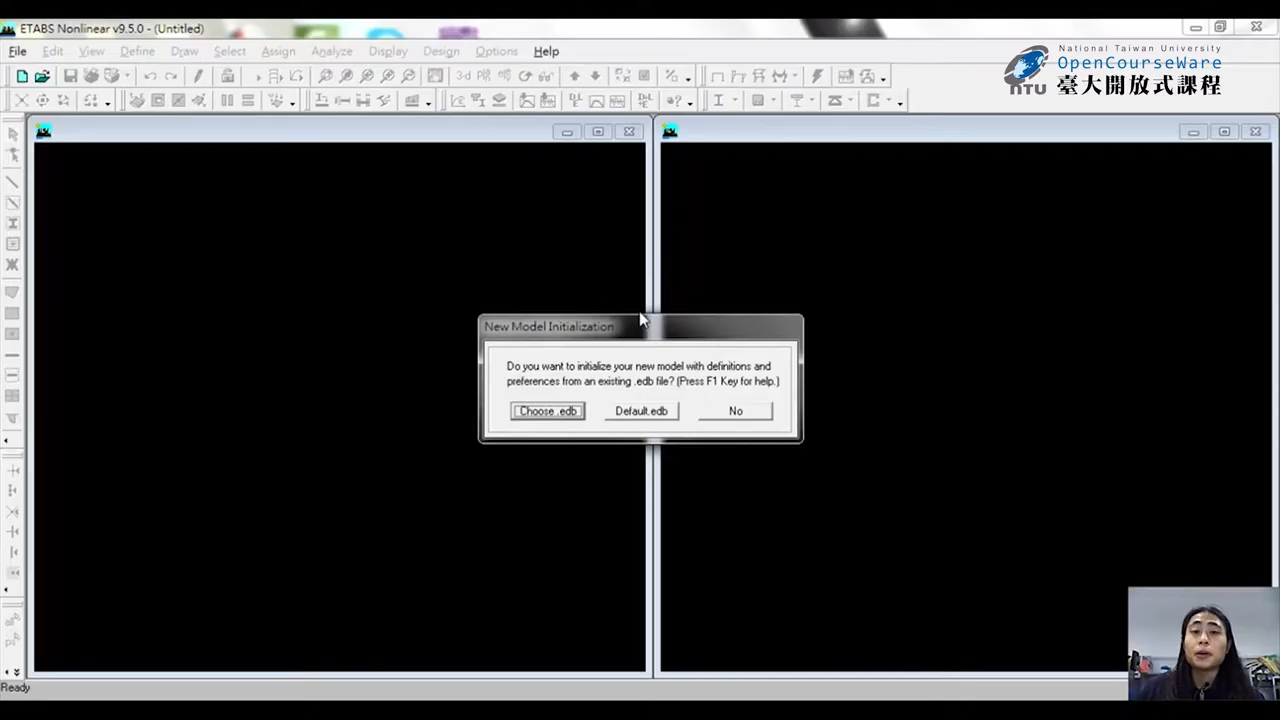 ETABS Nonlinear v9.5.0 - (Untitled)
File Edit View Define Draw Select Assign Analyze Display Design Options Help
National Taiwan University
OpenCourseWare
NTU 臺大開放式課程
3-d
New Model Initialization
Do you want to initialize your new model with definitions and
preferences from an existing .edb file? (Press F1 Key for help.)
Choose .edb Default.edb No
Ready